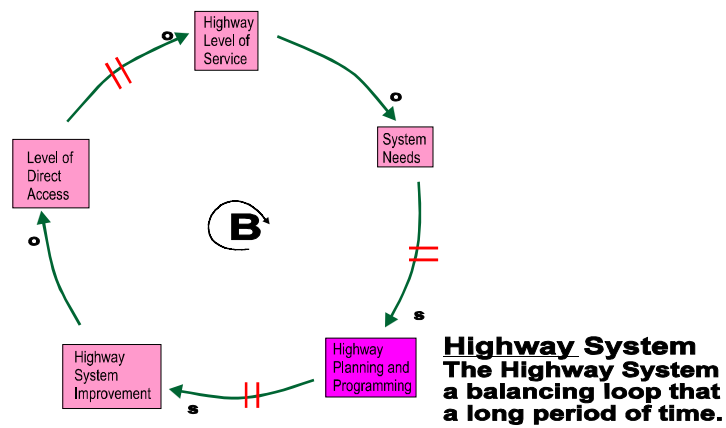 Highway
Level of
Service
o
o
System
Needs
Level of
Direct
Access
B
o
s
Highway
Planning and
Programming
Highway
System
Improvement
s
Highway System
The Highway System
a balancing loop that
a long period of time.